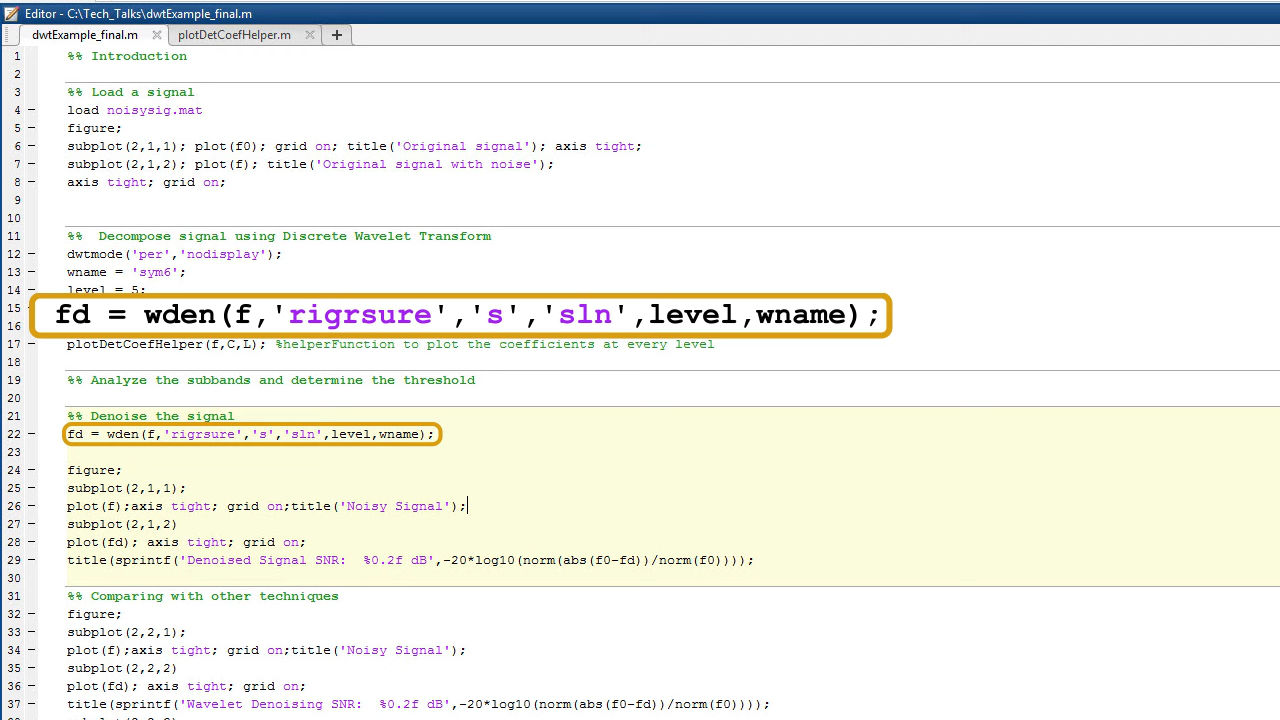 Editor - C:\Tech_Talks\dwtExample_final.m
dwtExample_final.m × plotDetCoefHelper.m × +
1 %% Introduction
2
3 %% Load a signal
4 – load noisysig.mat
5 – figure;
6 – subplot(2,1,1); plot(f0); grid on; title('Original signal'); axis tight;
7 – subplot(2,1,2); plot(f); title('Original signal with noise');
8 – axis tight; grid on;
9
10
11 %%  Decompose signal using Discrete Wavelet Transform
12 – dwtmode('per','nodisplay');
13 – wname = 'sym6';
14 – level = 5;
15 –
fd = wden(f,'rigrsure','s','sln',level,wname);
16 –
17 – plotDetCoefHelper(f,C,L); %helperFunction to plot the coefficients at every level
18
19 %% Analyze the subbands and determine the threshold
20
21 %% Denoise the signal
22 – fd = wden(f,'rigrsure','s','sln',level,wname);
23
24 – figure;
25 – subplot(2,1,1);
26 – plot(f);axis tight; grid on;title('Noisy Signal');
27 – subplot(2,1,2)
28 – plot(fd); axis tight; grid on;
29 – title(sprintf('Denoised Signal SNR:  %0.2f dB',-20*log10(norm(abs(f0-fd))/norm(f0))));
30
31 %% Comparing with other techniques
32 – figure;
33 – subplot(2,2,1);
34 – plot(f);axis tight; grid on;title('Noisy Signal');
35 – subplot(2,2,2)
36 – plot(fd); axis tight; grid on;
37 – title(sprintf('Wavelet Denoising SNR:  %0.2f dB',-20*log10(norm(abs(f0-fd))/norm(f0))));